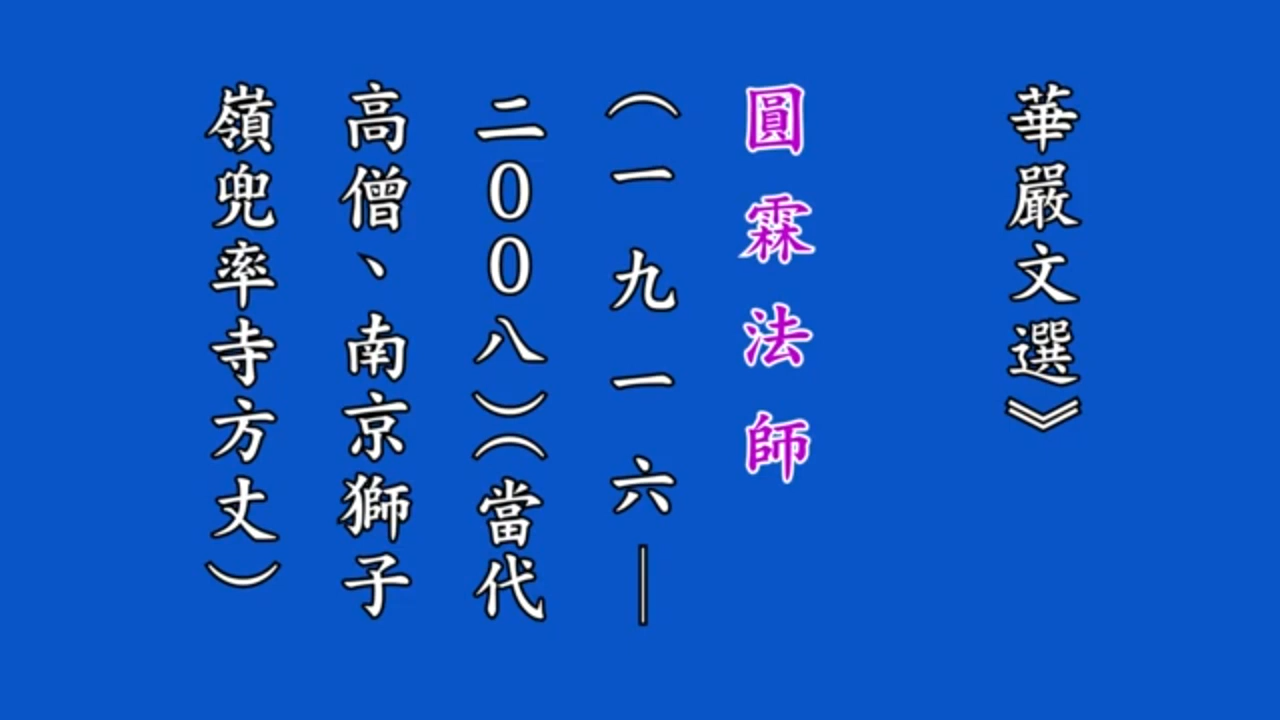 華嚴文選》
圓霖法師
（一九一六—
二００八）（當代
高僧、南京獅子
嶺兜率寺方丈）